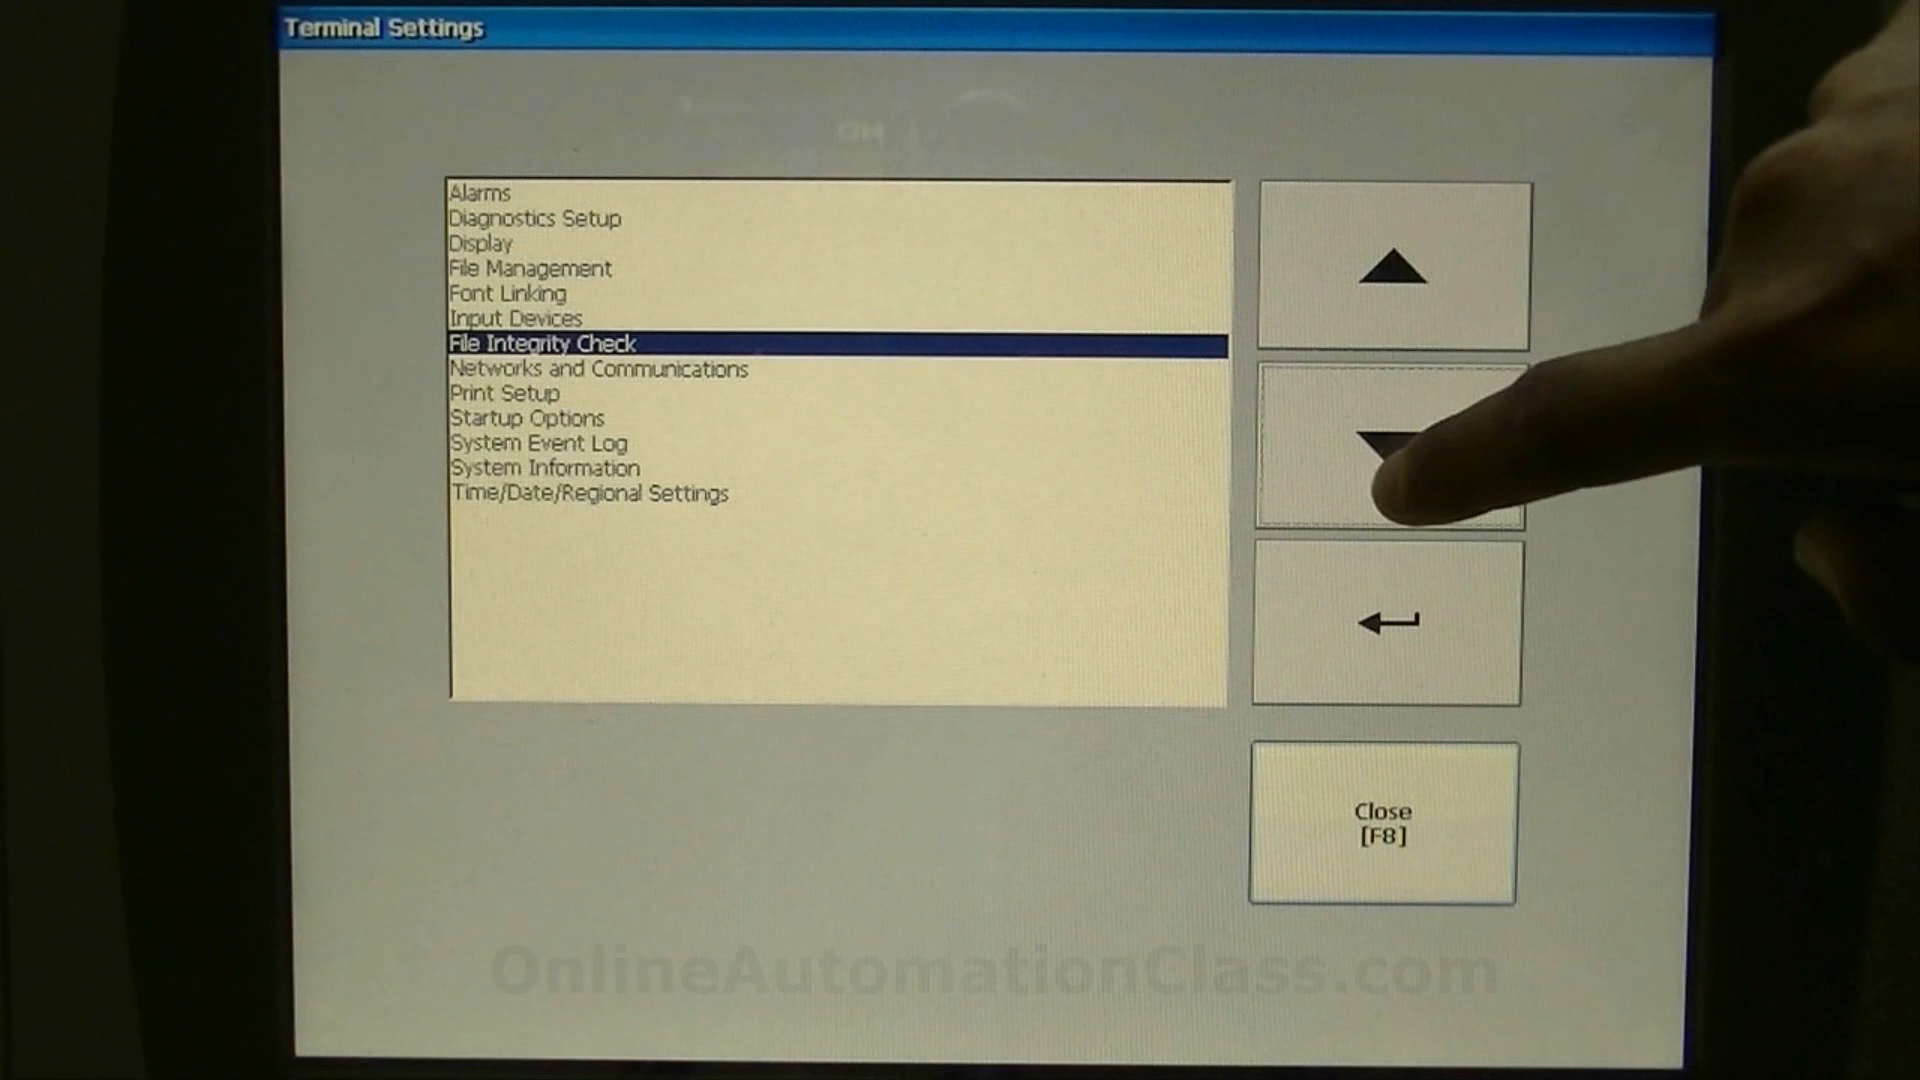 Terminal Settings
Alarms
Diagnostics Setup
Display
File Management
Font Linking
Input Devices
File Integrity Check
Networks and Communications
Print Setup
Startup Options
System Event Log
System Information
Time/Date/Regional Settings
Close
[F8]
OnlineAutomationClass.com